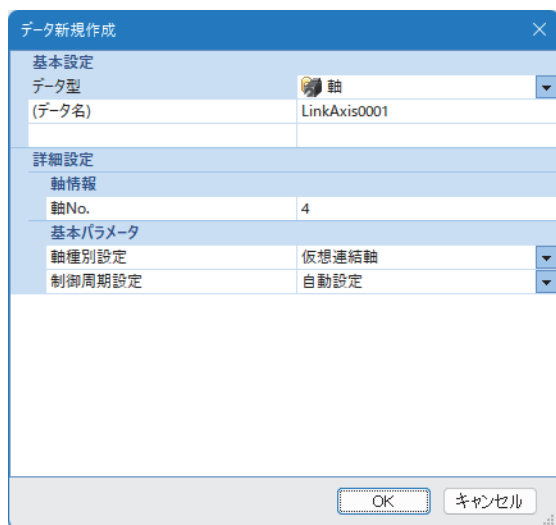 データ新規作成
基本設定
データ型 軸
(データ名) LinkAxis0001
詳細設定
軸情報
軸No. 4
基本パラメータ
軸種別設定 仮想連結軸
制御周期設定 自動設定
OK キャンセル